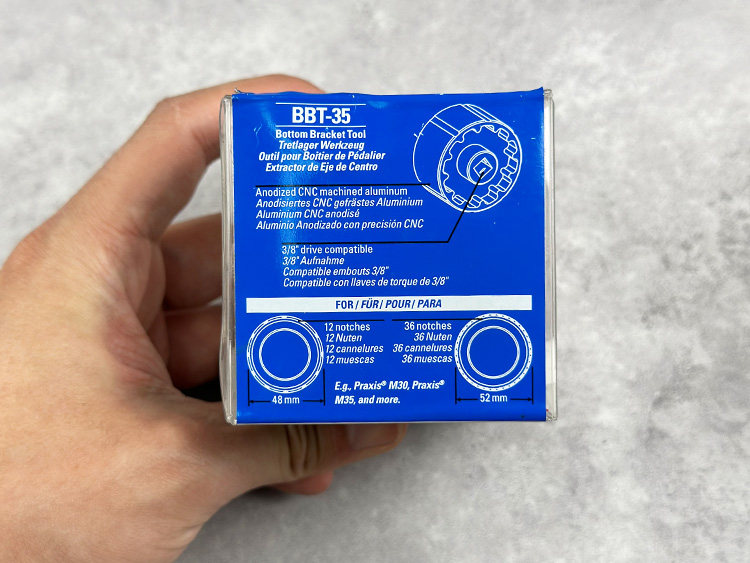 BBT-35
Bottom Bracket Tool
Tretlager Werkzeug
Outil pour Boitier de Pédalier
Extractor de Eje de Centro
Anodized CNC machined aluminum
Anodisiertes CNC gefrästes Aluminium
Aluminium CNC anodisé
Aluminio Anodizado con precisión CNC
3/8" drive compatible
3/8" Aufnahme
Compatible embouts 3/8"
Compatible con llaves de torque de 3/8"
FOR / FÜR / POUR / PARA
12 notches
12 Nuten
12 cannelures
12 muescas
48 mm
36 notches
36 Nuten
36 cannelures
36 muescas
52 mm
E.g., Praxis® M30, Praxis®
M35, and more.